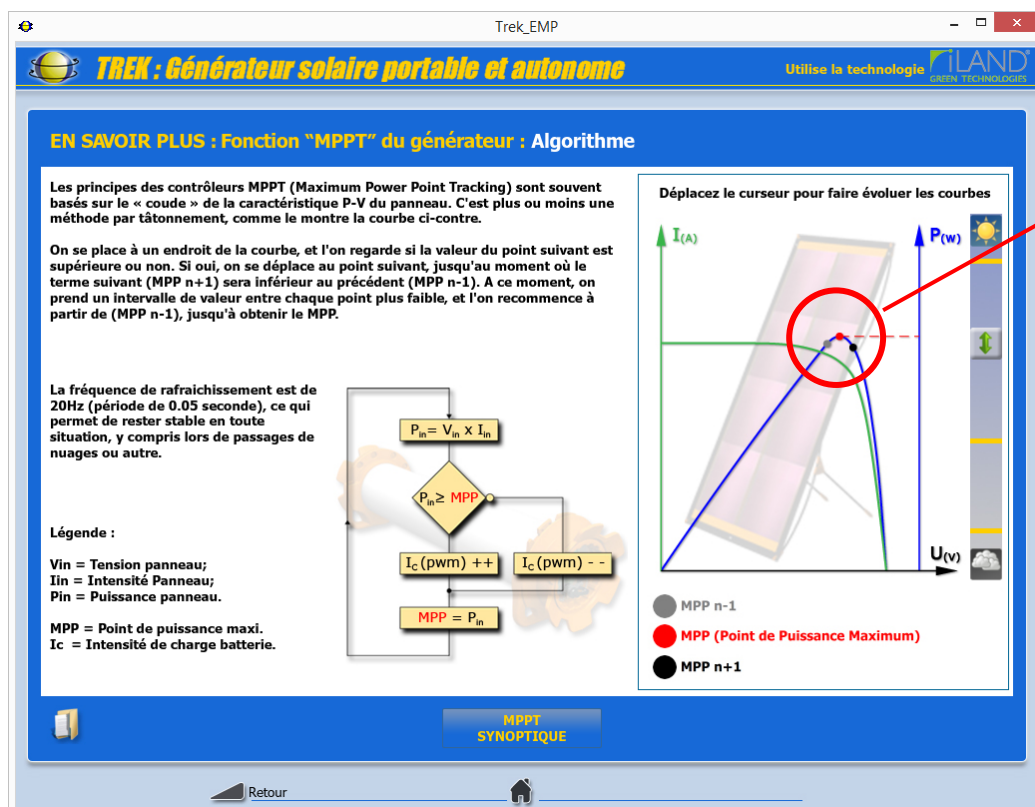 Trek_EMP
TREK : Générateur solaire portable et autonome
Utilise la technologie iLAND
GREEN TECHNOLOGIES
EN SAVOIR PLUS : Fonction “MPPT” du générateur : Algorithme
Les principes des contrôleurs MPPT (Maximum Power Point Tracking) sont souvent
basés sur le « coude » de la caractéristique P-V du panneau. C'est plus ou moins une
méthode par tâtonnement, comme le montre la courbe ci-contre.
On se place à un endroit de la courbe, et l'on regarde si la valeur du point suivant est
supérieure ou non. Si oui, on se déplace au point suivant, jusqu'au moment où le
terme suivant (MPP n+1) sera inférieur au précédent (MPP n-1). A ce moment, on
prend un intervalle de valeur entre chaque point plus faible, et l'on recommence à
partir de (MPP n-1), jusqu'à obtenir le MPP.
La fréquence de rafraichissement est de
20Hz (période de 0.05 seconde), ce qui
permet de rester stable en toute
situation, y compris lors de passages de
nuages ou autre.
Légende :
Vin = Tension panneau;
Iin = Intensité Panneau;
Pin = Puissance panneau.
MPP = Point de puissance maxi.
Ic = Intensité de charge batterie.
Pin= Vin x Iin
Pin≥ MPP
Ic(pwm) ++
Ic(pwm) - -
MPP = Pin
Déplacez le curseur pour faire évoluer les courbes
I(A)
P(W)
U(V)
MPP n-1
MPP (Point de Puissance Maximum)
MPP n+1
MPPT
SYNOPTIQUE
Retour